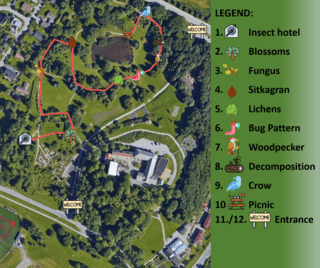 LEGEND:
1. Insect hotel
2. Blossoms
3. Fungus
4. Sitkagran
5. Lichens
6. Bug Pattern
7. Woodpecker
8. Decomposition
9. Crow
10 Picnic
11./12. WELCOME Entrance
WELCOME
WELCOME